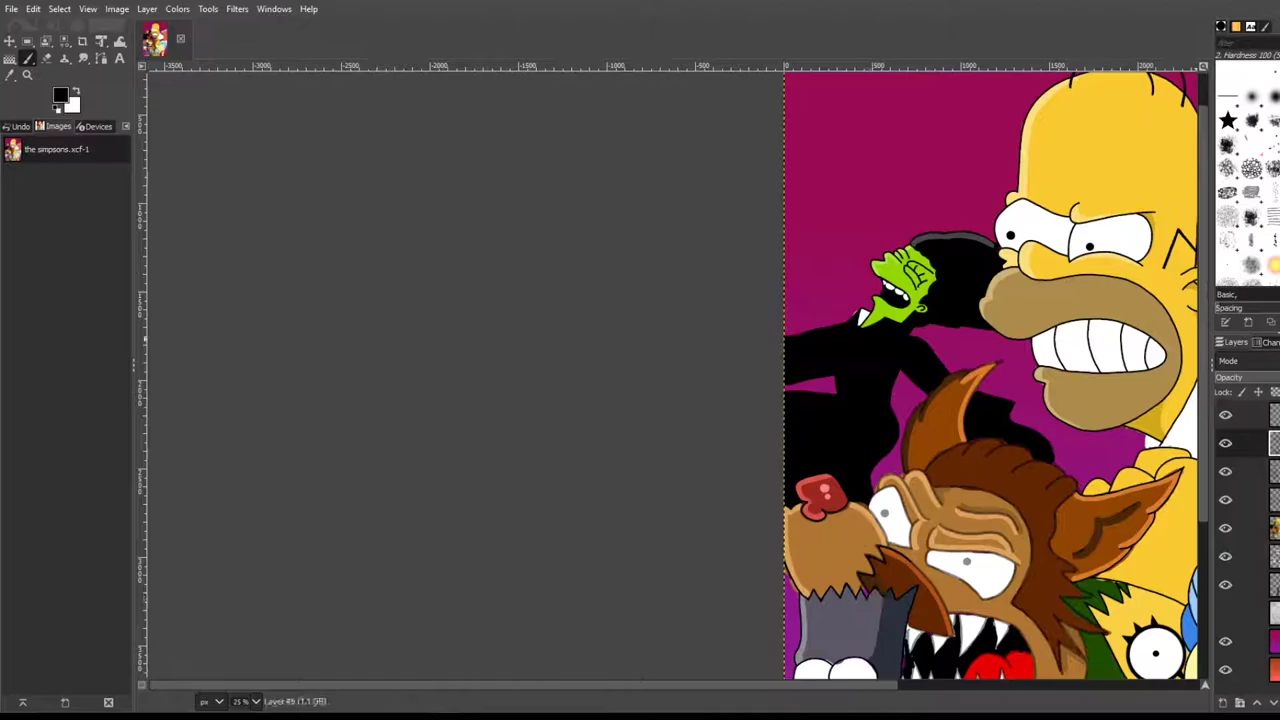 File Edit Select View Image Layer Colors Tools Filters Windows Help
-3500 -3000 -2500 -2000 -1500 -1000 -500 0 500 1000 1500 2000
2. Hardness 100
Undo Images Devices
the simpsons.xcf-1
Basic,
Spacing
Layers Chan
Mode
Opacity
Lock:
px 25 %